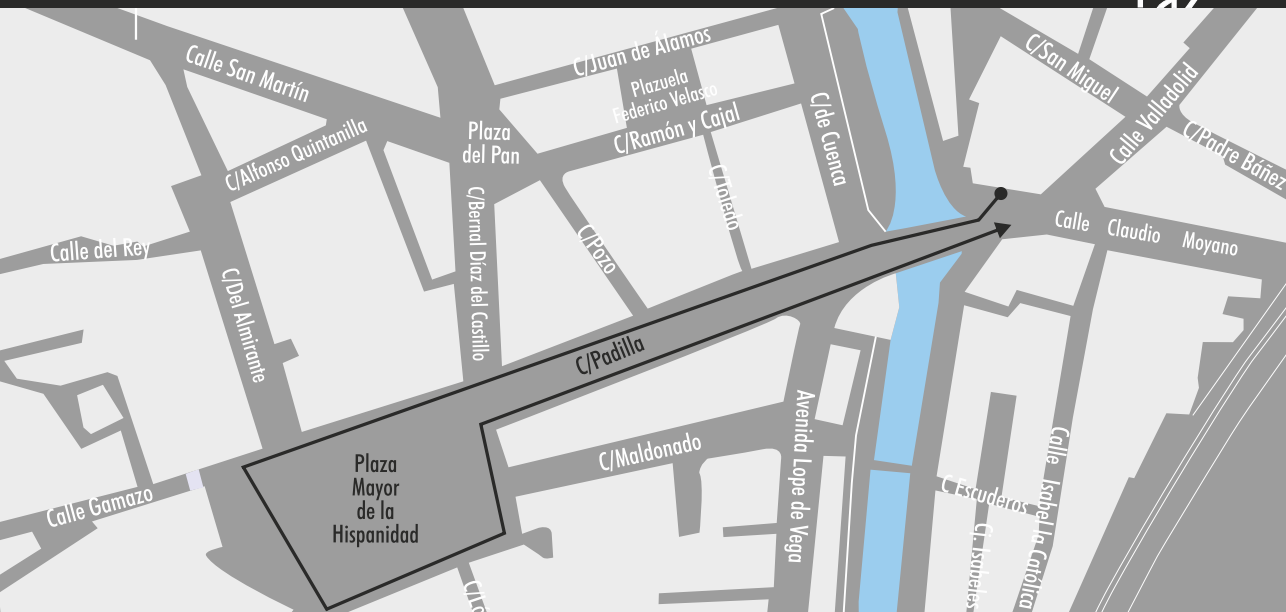 Calle San Martín
C/Juan de Álamos
Plazuela
Federico Velasco
C/Ramón y Cajal
C/Alfonso Quintanilla
Plaza
del Pan
C/de Cuenca
C/San Miguel
Calle Valladolid
C/Padre Báñez
Calle Claudio Moyano
Calle del Rey
C/Del Almirante
C/Bernal Díaz del Castillo
C/Pozo
C/Toledo
C/Padilla
C/Maldonado
Avenida Lope de Vega
Plaza
Mayor
de la
Hispanidad
Calle Gamazo
C Escuderos
Calle Isabel la Católica
Cj. Isabeles